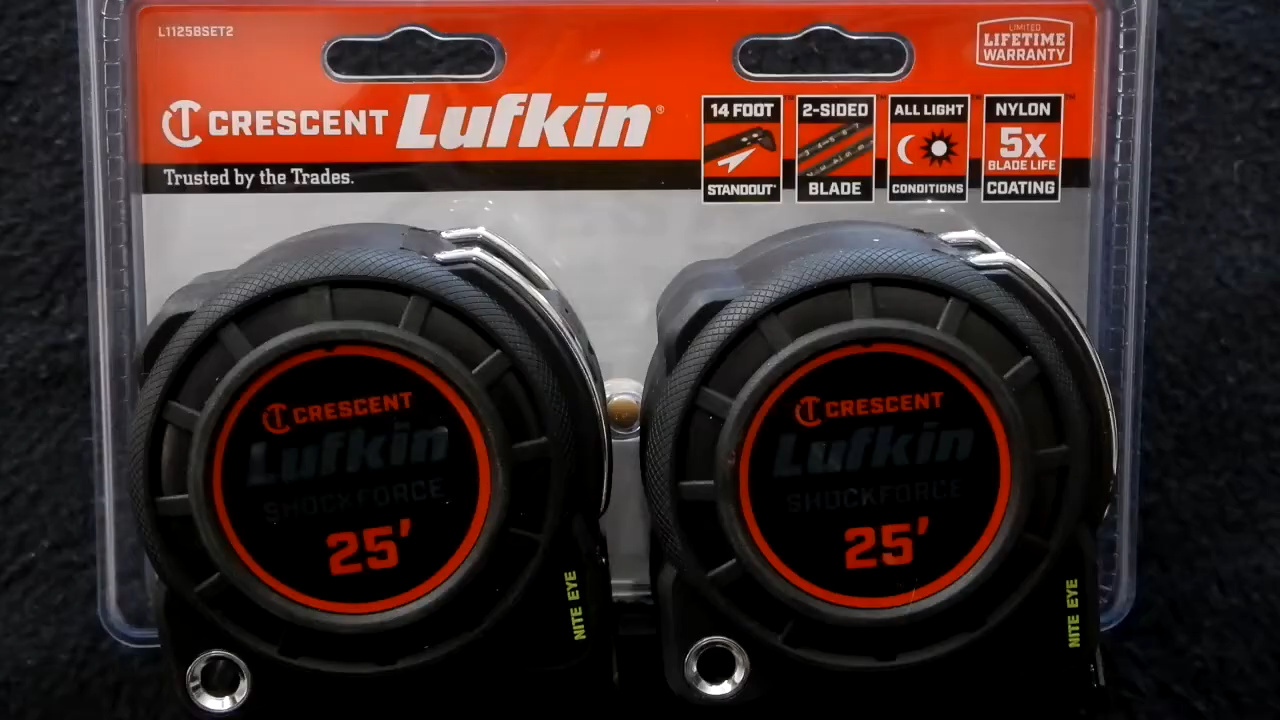 L1125BSET2
LIMITED
LIFETIME
WARRANTY
CRESCENT Lufkin®
Trusted by the Trades.
14 FOOT
STANDOUT
2-SIDED
BLADE
ALL LIGHT
CONDITIONS
NYLON
5x
BLADE LIFE
COATING
CRESCENT
Lufkin
SHOCKFORCE
25'
NITE EYE
CRESCENT
Lufkin
SHOCKFORCE
25'
NITE EYE